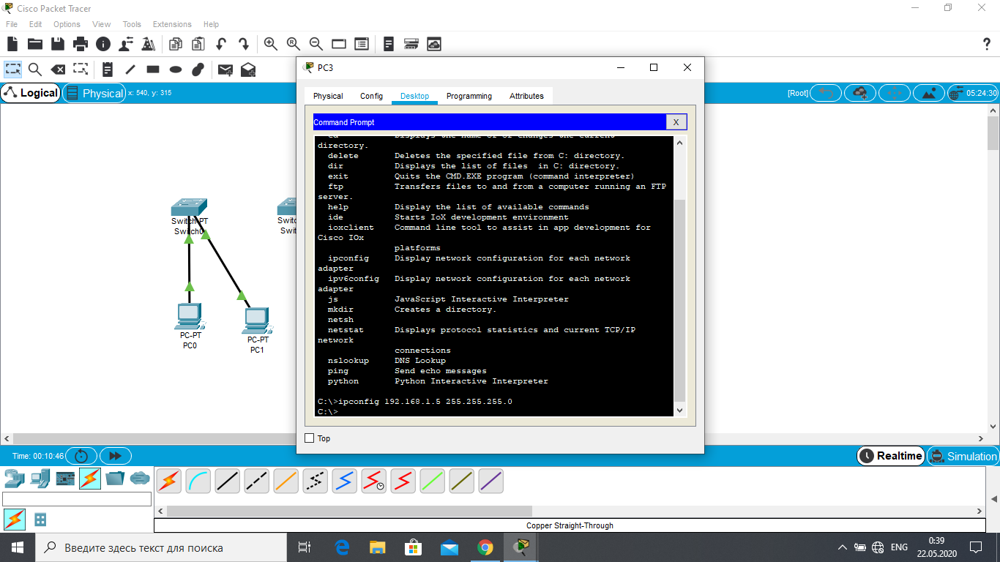 Cisco Packet Tracer
File Edit Options View Tools Extensions Help
Logical
Physical
x: 540, y: 315
[Root]
05:24:30
Switch-PT
Switch0
PC-PT
PC0
PC-PT
PC1
Switc
Swit
PC3
Physical Config Desktop Programming Attributes
Command Prompt
X
cd Displays the name of or changes the current
directory.
delete Deletes the specified file from C: directory.
dir Displays the list of files in C: directory.
exit Quits the CMD.EXE program (command interpreter)
ftp Transfers files to and from a computer running an FTP
server.
help Display the list of available commands
ide Starts IoX development environment
ioxclient Command line tool to assist in app development for
Cisco IOx
platforms
ipconfig Display network configuration for each network
adapter
ipv6config Display network configuration for each network
adapter
js JavaScript Interactive Interpreter
mkdir Creates a directory.
netsh
netstat Displays protocol statistics and current TCP/IP
network
connections
nslookup DNS Lookup
ping Send echo messages
python Python Interactive Interpreter
C:\>ipconfig 192.168.1.5 255.255.255.0
C:\>
Top
Time: 00:10:46
Realtime
Simulation
Copper Straight-Through
Введите здесь текст для поиска
ENG
0:39
22.05.2020